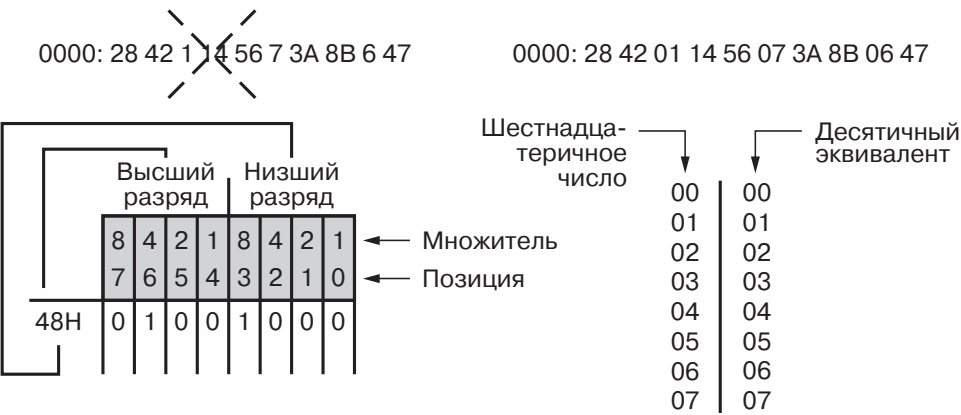 0000: 28 42 1 14 56 7 3A 8B 6 47
0000: 28 42 01 14 56 07 3A 8B 06 47
Высший разряд
Низший разряд
8 4 2 1 8 4 2 1
Множитель
7 6 5 4 3 2 1 0
Позиция
48H 0 1 0 0 1 0 0 0
Шестнадца-
теричное
число
Десятичный
эквивалент
00 00
01 01
02 02
03 03
04 04
05 05
06 06
07 07